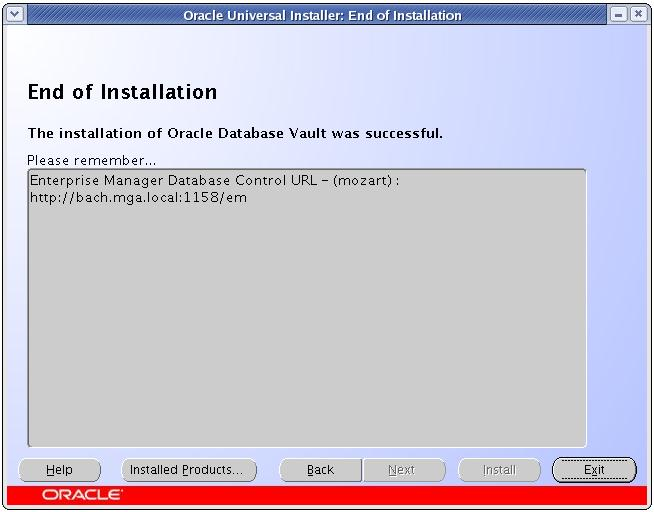 Oracle Universal Installer: End of Installation
End of Installation
The installation of Oracle Database Vault was successful.
Please remember...
Enterprise Manager Database Control URL - (mozart) :
http://bach.mga.local:1158/em
Help Installed Products... Back Next Install Exit
ORACLE